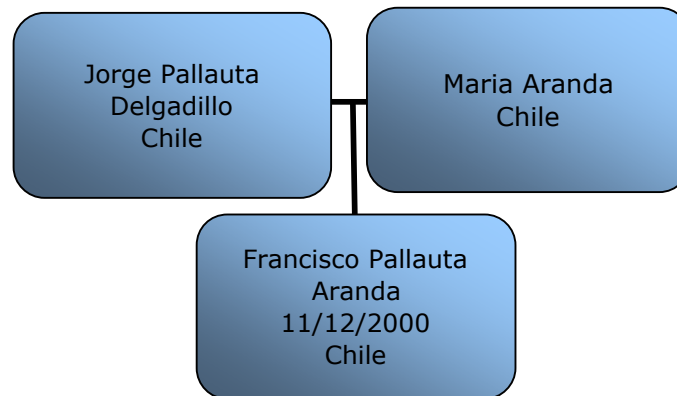 Jorge Pallauta
Delgadillo
Chile
Maria Aranda
Chile
Francisco Pallauta
Aranda
11/12/2000
Chile